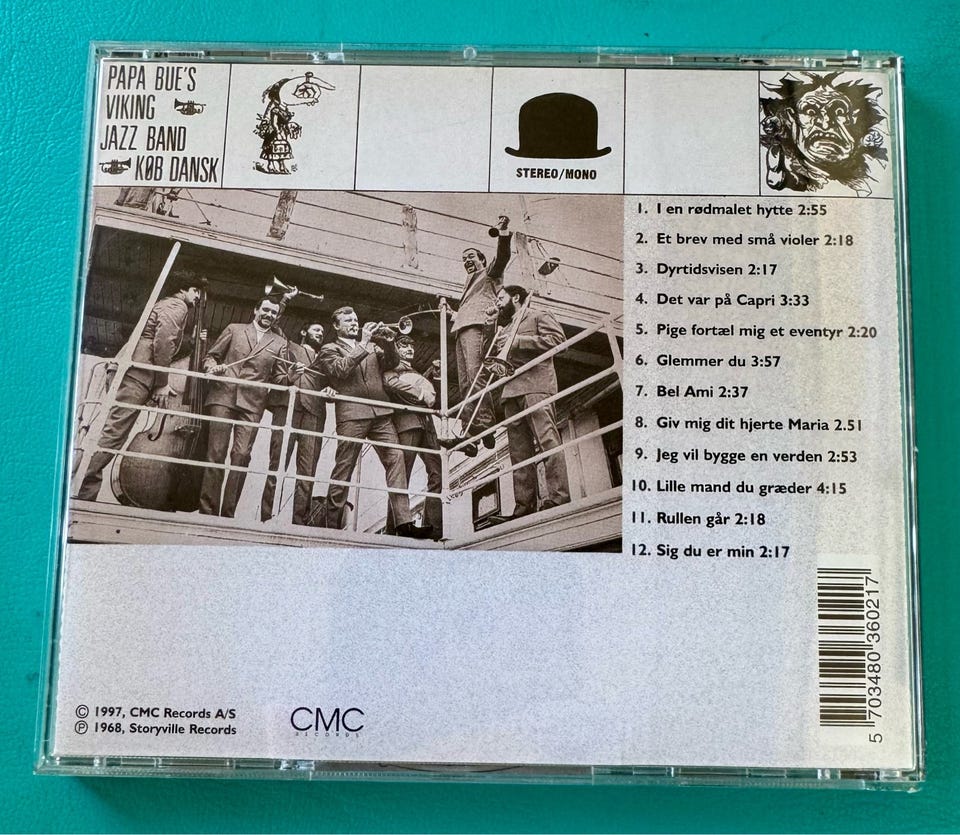 PAPA BUE'S
VIKING
JAZZ BAND
KØB DANSK
STEREO/MONO
1. I en rødmalet hytte 2:55
2. Et brev med små violer 2:18
3. Dyrtidsvisen 2:17
4. Det var på Capri 3:33
5. Pige fortæl mig et eventyr 2:20
6. Glemmer du 3:57
7. Bel Ami 2:37
8. Giv mig dit hjerte Maria 2.51
9. Jeg vil bygge en verden 2:53
10. Lille mand du græder 4:15
11. Rullen går 2:18
12. Sig du er min 2:17
© 1997, CMC Records A/S
℗ 1968, Storyville Records
CMC
RECORDS
5 703480 360217